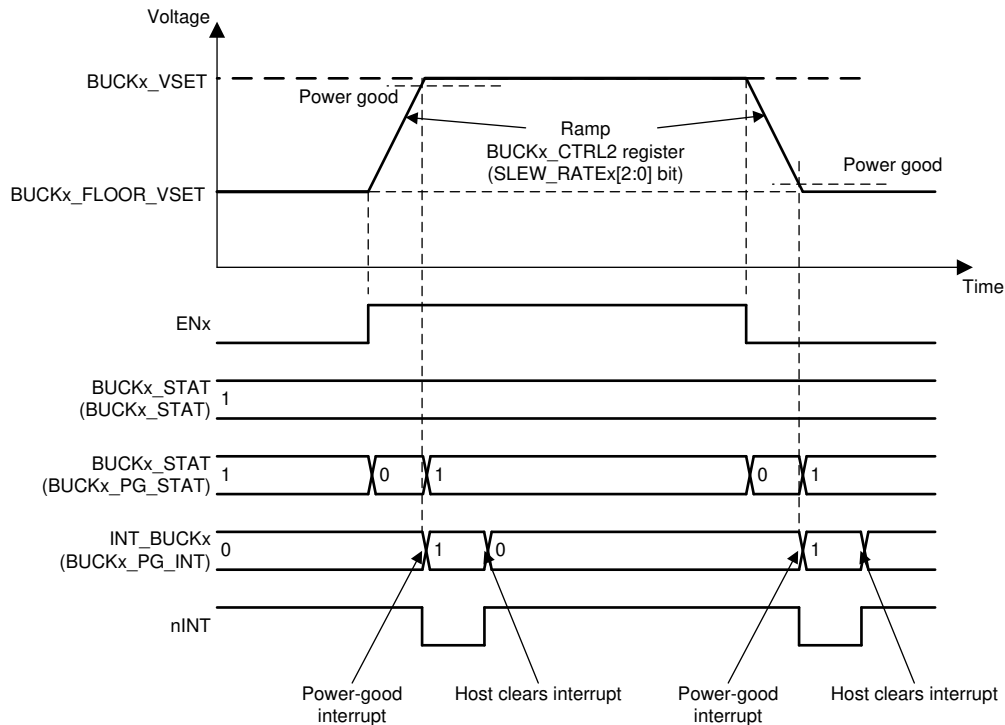 Voltage
BUCKx_VSET
Power good
Ramp
BUCKx_CTRL2 register
(SLEW_RATEx[2:0] bit)
Power good
BUCKx_FLOOR_VSET
Time
ENx
BUCKx_STAT
(BUCKx_STAT)
1
BUCKx_STAT
(BUCKx_PG_STAT)
1 0 1 0 1
INT_BUCKx
(BUCKx_PG_INT)
0 1 0 1
nINT
Power-good
interrupt
Host clears interrupt
Power-good
interrupt
Host clears interrupt